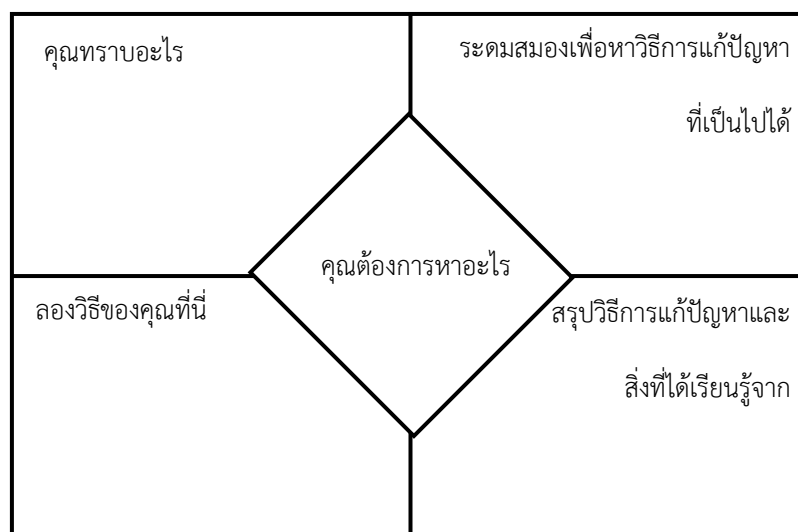 คุณทราบอะไร
ระดมสมองเพื่อหาวิธีการแก้ปัญหา
ที่เป็นไปได้
คุณต้องการหาอะไร
ลองวิธีของคุณที่นี่
สรุปวิธีการแก้ปัญหาและ
สิ่งที่ได้เรียนรู้จาก